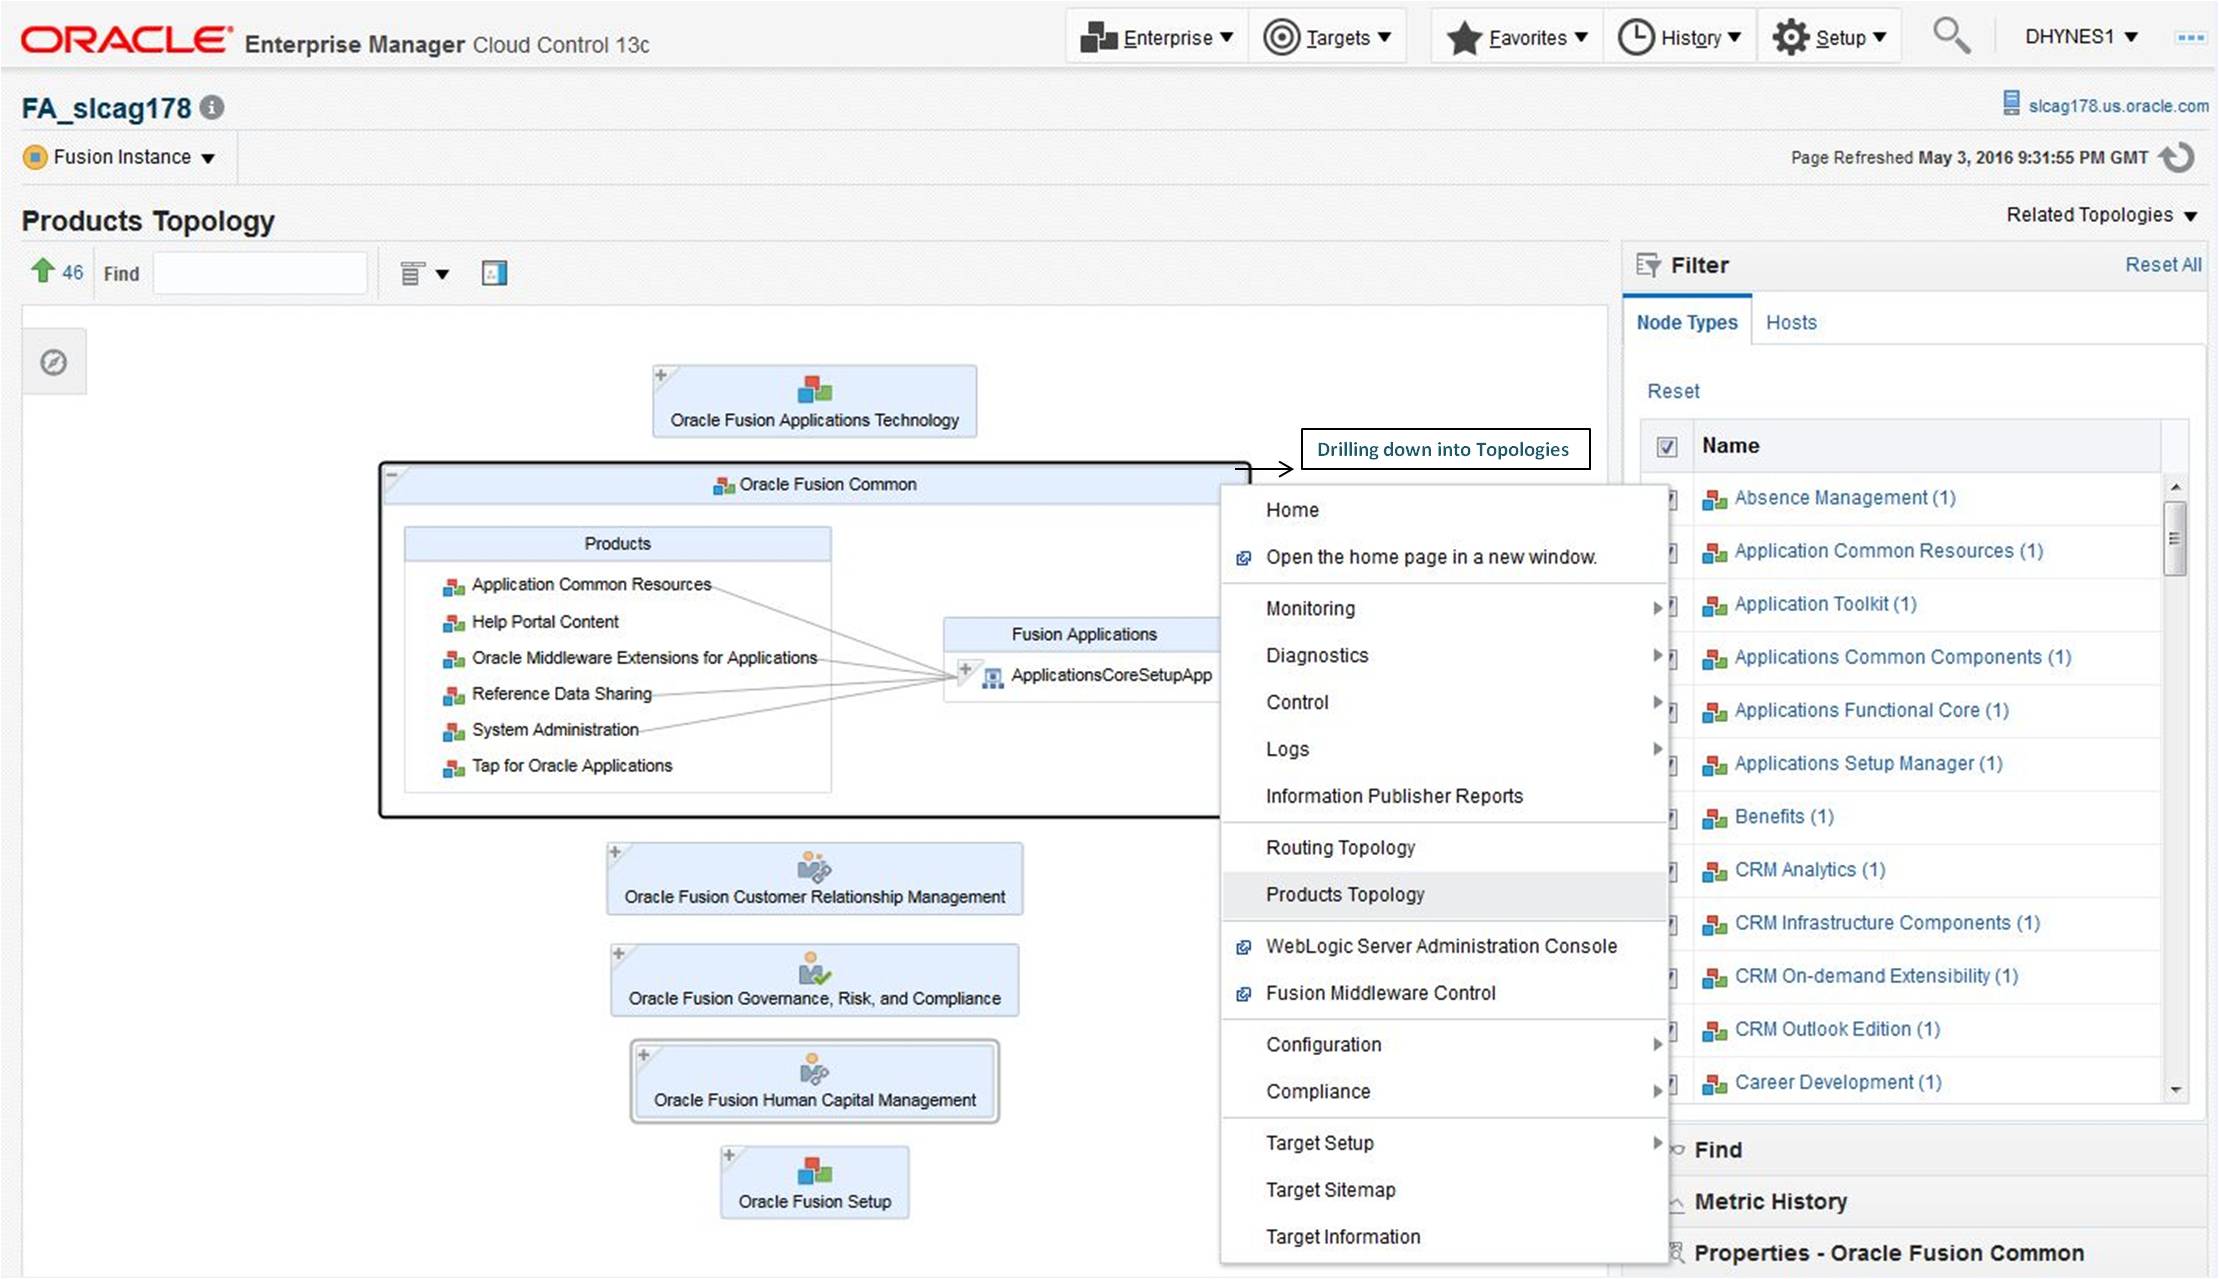 ORACLE Enterprise Manager Cloud Control 13c
Enterprise
Targets
Favorites
History
Setup
DHYNES1
FA_slcag178
slcag178.us.oracle.com
Fusion Instance
Page Refreshed May 3, 2016 9:31:55 PM GMT
Products Topology
Related Topologies
46
Find
Oracle Fusion Applications Technology
Drilling down into Topologies
Oracle Fusion Common
Products
Application Common Resources
Help Portal Content
Oracle Middleware Extensions for Applications
Reference Data Sharing
System Administration
Tap for Oracle Applications
Fusion Applications
ApplicationsCoreSetupApp
Oracle Fusion Customer Relationship Management
Oracle Fusion Governance, Risk, and Compliance
Oracle Fusion Human Capital Management
Oracle Fusion Setup
Home
Open the home page in a new window.
Monitoring
Diagnostics
Control
Logs
Information Publisher Reports
Routing Topology
Products Topology
WebLogic Server Administration Console
Fusion Middleware Control
Configuration
Compliance
Target Setup
Target Sitemap
Target Information
Filter
Reset All
Node Types
Hosts
Reset
Name
Absence Management (1)
Application Common Resources (1)
Application Toolkit (1)
Applications Common Components (1)
Applications Functional Core (1)
Applications Setup Manager (1)
Benefits (1)
CRM Analytics (1)
CRM Infrastructure Components (1)
CRM On-demand Extensibility (1)
CRM Outlook Edition (1)
Career Development (1)
Find
Metric History
Properties - Oracle Fusion Common